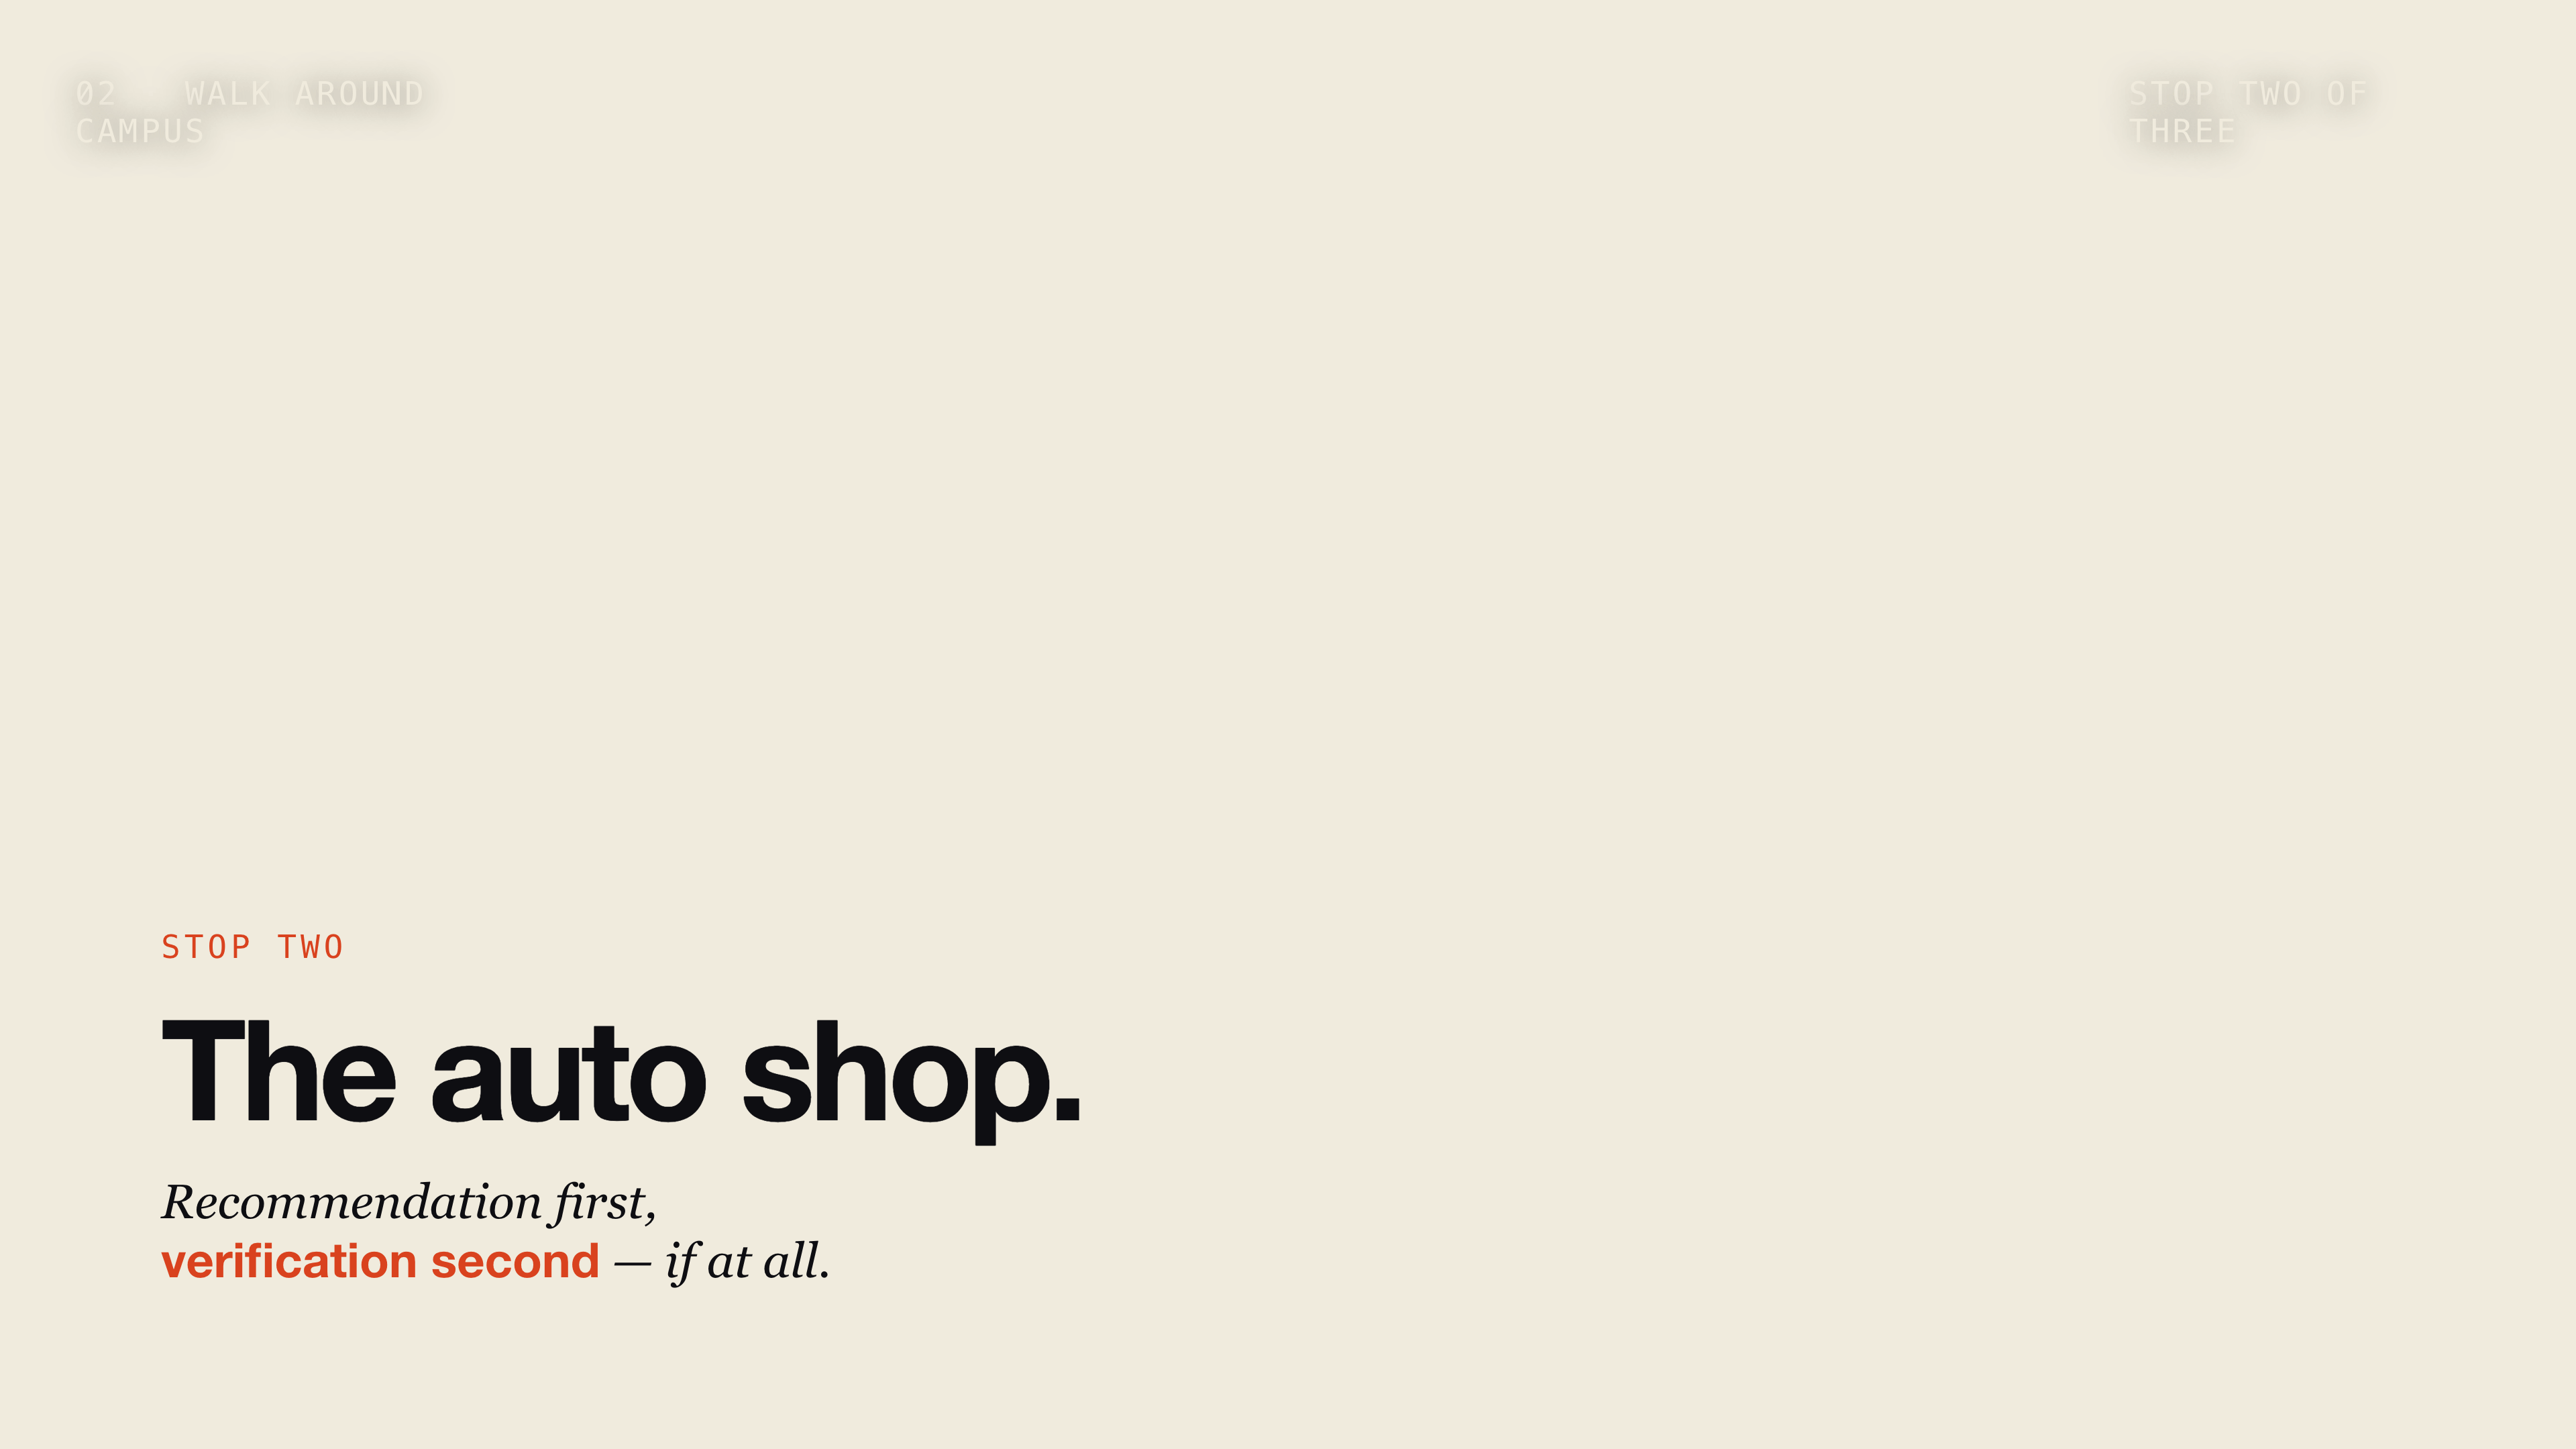 02 WALK AROUND
CAMPUS
STOP TWO OF
THREE
STOP TWO
The auto shop.
Recommendation first,
verification second — if at all.